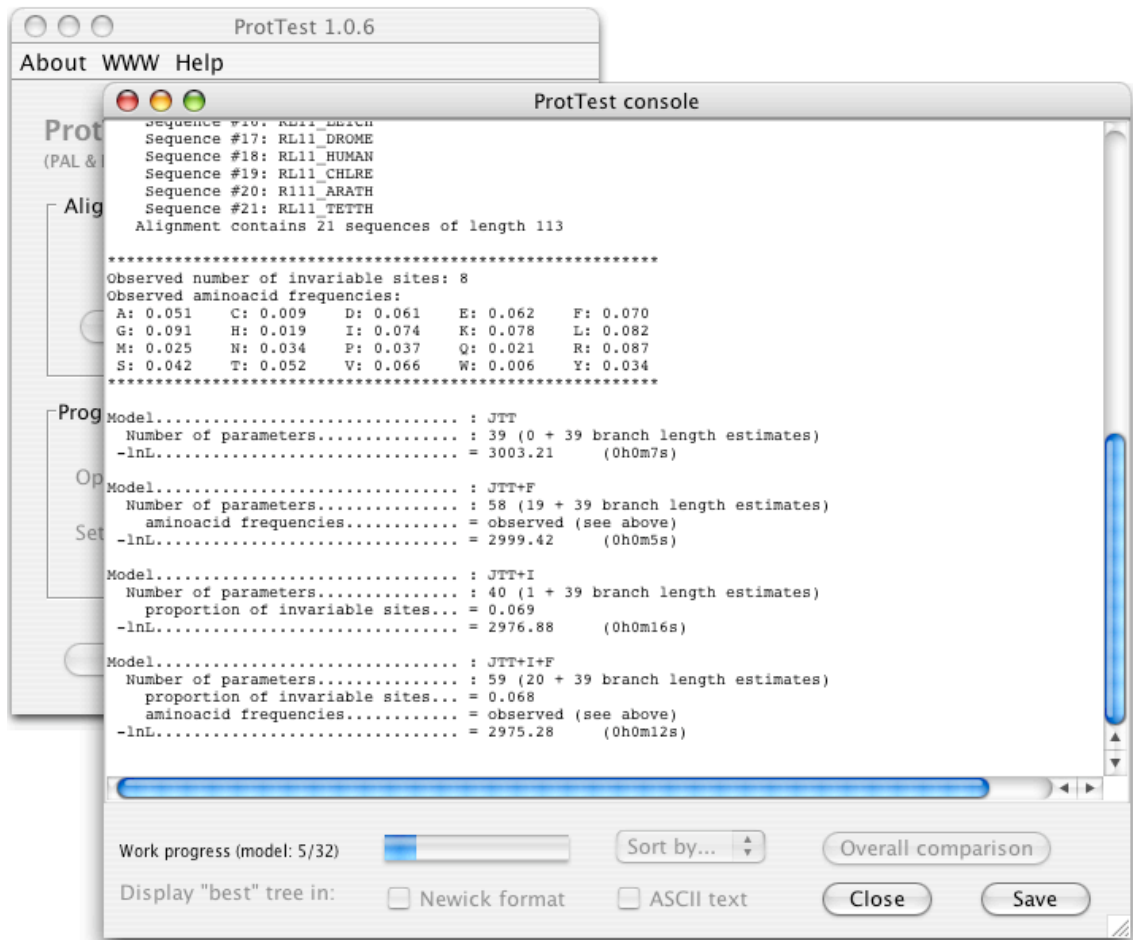 ProtTest 1.0.6
About WWW Help
Prot
(PAL &
Alig
Prog
Op
Set
ProtTest console
Sequence #16: RL11_LEICH
Sequence #17: RL11_DROME
Sequence #18: RL11_HUMAN
Sequence #19: RL11_CHLRE
Sequence #20: R111_ARATH
Sequence #21: RL11_TETTH
Alignment contains 21 sequences of length 113
**********************************************************
Observed number of invariable sites: 8
Observed aminoacid frequencies:
A: 0.051 C: 0.009 D: 0.061 E: 0.062 F: 0.070
G: 0.091 H: 0.019 I: 0.074 K: 0.078 L: 0.082
M: 0.025 N: 0.034 P: 0.037 Q: 0.021 R: 0.087
S: 0.042 T: 0.052 V: 0.066 W: 0.006 Y: 0.034
**********************************************************
Model................................ : JTT
Number of parameters............... : 39 (0 + 39 branch length estimates)
-lnL................................ = 3003.21 (0h0m7s)
Model................................ : JTT+F
Number of parameters............... : 58 (19 + 39 branch length estimates)
aminoacid frequencies............ = observed (see above)
-lnL................................ = 2999.42 (0h0m5s)
Model................................ : JTT+I
Number of parameters............... : 40 (1 + 39 branch length estimates)
proportion of invariable sites... = 0.069
-lnL................................ = 2976.88 (0h0m16s)
Model................................ : JTT+I+F
Number of parameters............... : 59 (20 + 39 branch length estimates)
proportion of invariable sites... = 0.068
aminoacid frequencies............ = observed (see above)
-lnL................................ = 2975.28 (0h0m12s)
Work progress (model: 5/32) Sort by... Overall comparison
Display "best" tree in: Newick format ASCII text Close Save